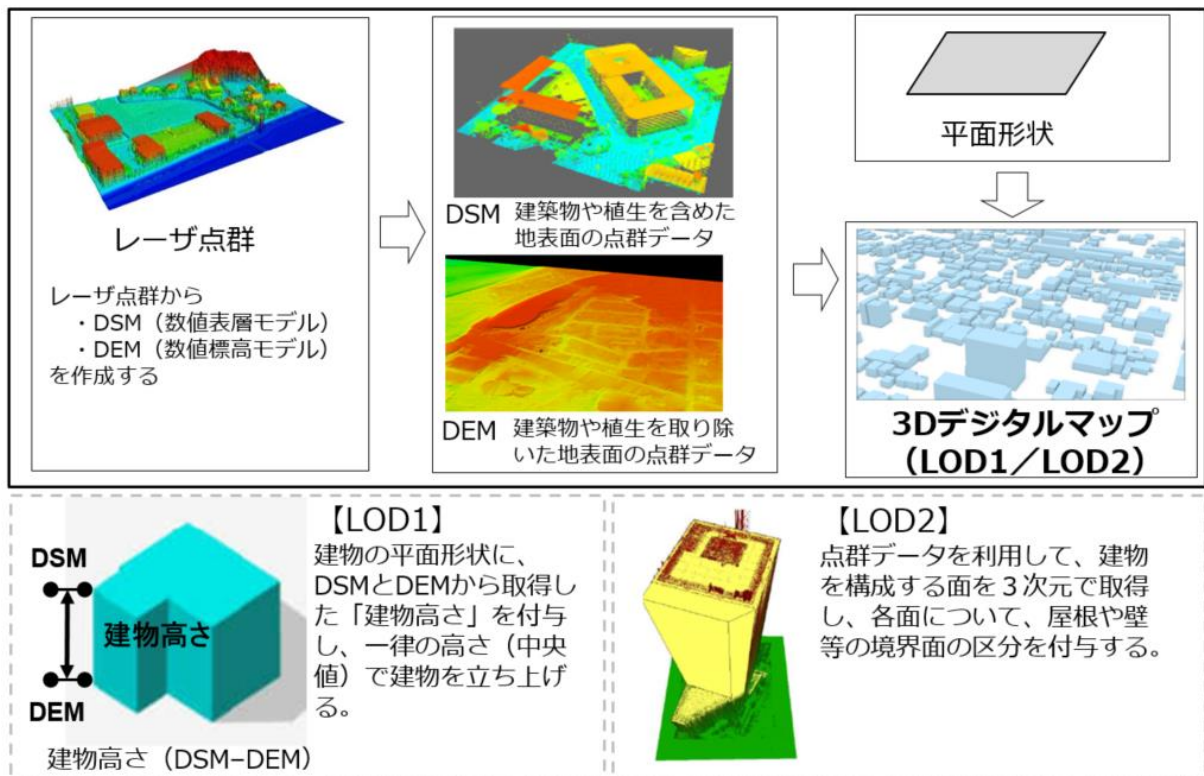 レーザ点群
レーザ点群から
・DSM（数値表層モデル）
・DEM（数値標高モデル）
を作成する
DSM 建築物や植生を含めた
地表面の点群データ
DEM 建築物や植生を取り除
いた地表面の点群データ
平面形状
3Dデジタルマップ
（LOD1／LOD2）
DSM
建物高さ
DEM
建物高さ（DSM−DEM）
【LOD1】
建物の平面形状に、
DSMとDEMから取得し
た「建物高さ」を付与
し、一律の高さ（中央
値）で建物を立ち上げ
る。
【LOD2】
点群データを利用して、建物
を構成する面を３次元で取得
し、各面について、屋根や壁
等の境界面の区分を付与する。